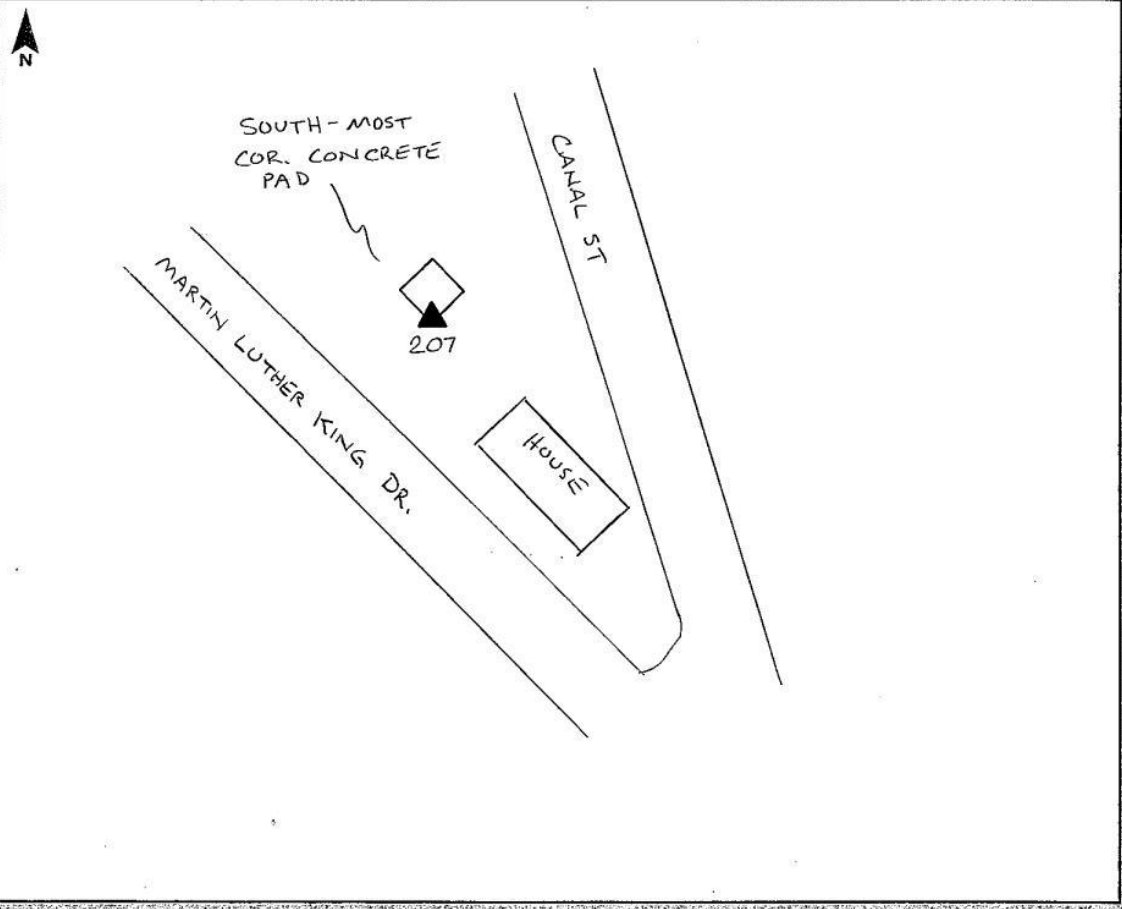 N
SOUTH-MOST
COR. CONCRETE
PAD
CANAL ST
MARTIN LUTHER KING DR.
207
HOUSE